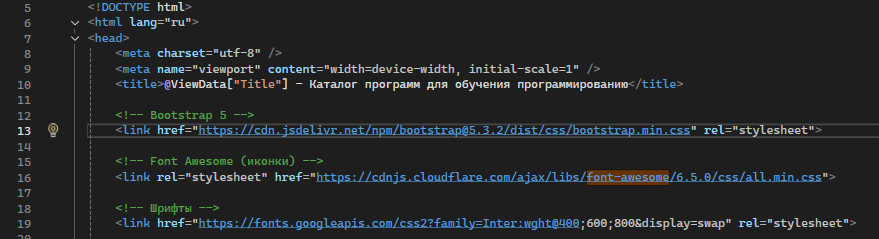 5 <!DOCTYPE html>
6 <html lang="ru">
7 <head>
8 <meta charset="utf-8" />
9 <meta name="viewport" content="width=device-width, initial-scale=1" />
10 <title>@ViewData["Title"] - Каталог программ для обучения программированию</title>
11
12 <!-- Bootstrap 5 -->
13 <link href="https://cdn.jsdelivr.net/npm/bootstrap@5.3.2/dist/css/bootstrap.min.css" rel="stylesheet">
14
15 <!-- Font Awesome (иконки) -->
16 <link rel="stylesheet" href="https://cdnjs.cloudflare.com/ajax/libs/font-awesome/6.5.0/css/all.min.css">
17
18 <!-- Шрифты -->
19 <link href="https://fonts.googleapis.com/css2?family=Inter:wght@400;600;800&display=swap" rel="stylesheet">
20